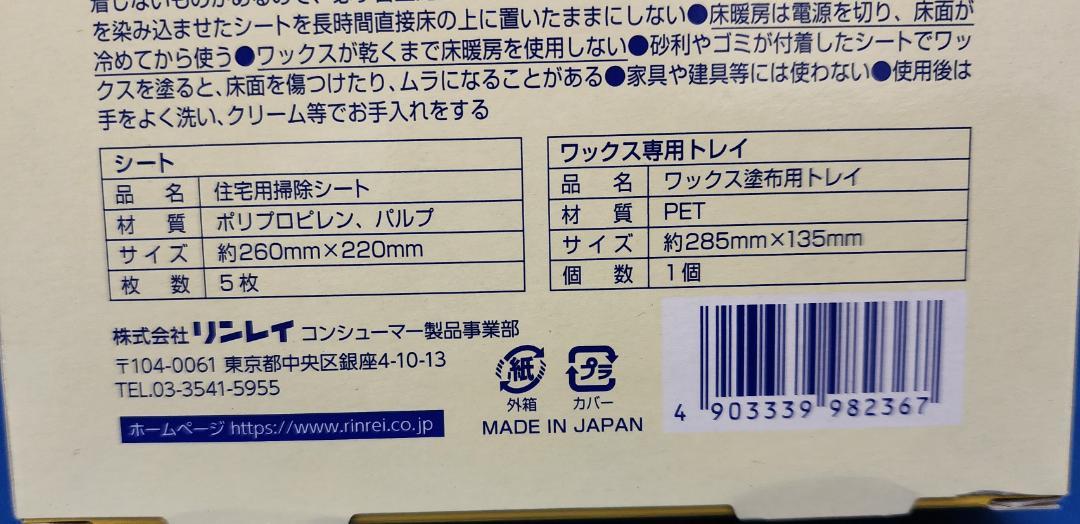 を染み込ませたシートを長時間直接床の上に置いたままにしない●床暖房は電源を切り、床面が
冷めてから使う●ワックスが乾くまで床暖房を使用しない●砂利やゴミが付着したシートでワッ
クスを塗ると、床面を傷つけたり、ムラになることがある●家具や建具等には使わない●使用後は
手をよく洗い、クリーム等でお手入れをする
シート
品名 住宅用掃除シート
材質 ポリプロピレン、パルプ
サイズ 約260mm×220mm
枚数 5枚
ワックス専用トレイ
品名 ワックス塗布用トレイ
材質 PET
サイズ 約285mm×135mm
個数 1個
株式会社リンレイ コンシューマー製品事業部
〒104-0061 東京都中央区銀座4-10-13
TEL.03-3541-5955
ホームページ https://www.rinrei.co.jp
紙
外箱
プラ
カバー
MADE IN JAPAN
4 903339 982367